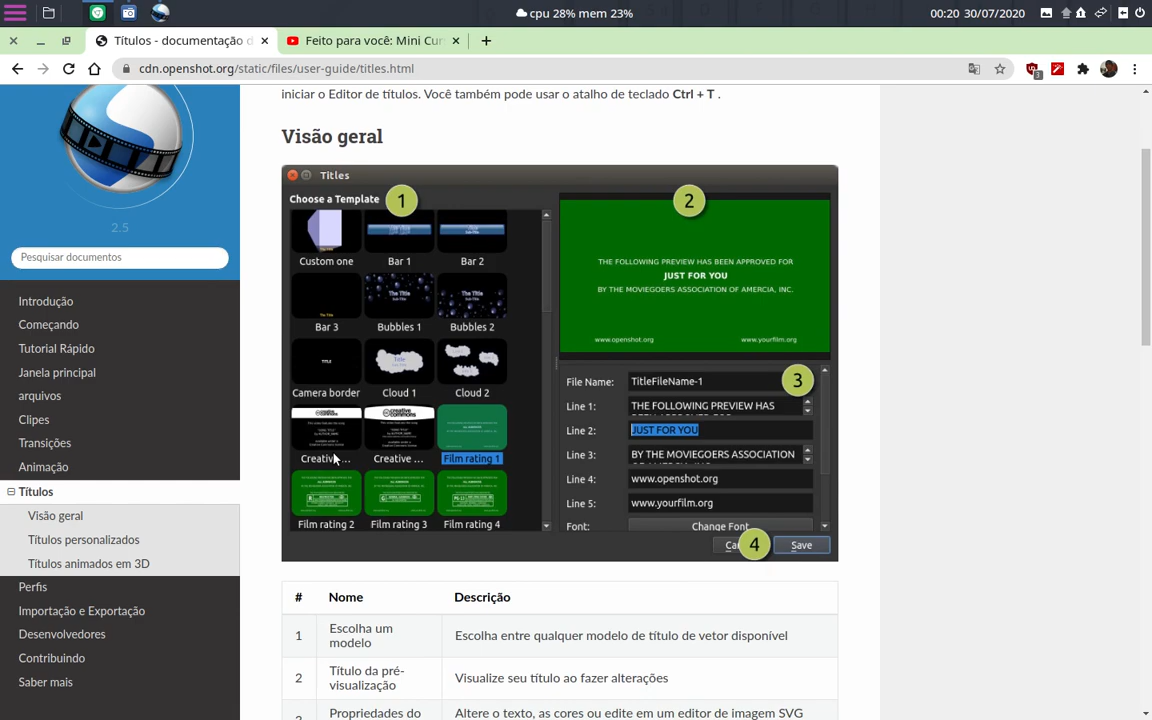 cpu 28% mem 23%
00:20 30/07/2020
Títulos - documentação d
Feito para você: Mini Cur
cdn.openshot.org/static/files/user-guide/titles.html
3
2.5
Pesquisar documentos
Introdução
Começando
Tutorial Rápido
Janela principal
arquivos
Clipes
Transições
Animação
Títulos
Visão geral
Títulos personalizados
Títulos animados em 3D
Perfis
Importação e Exportação
Desenvolvedores
Contribuindo
Saber mais
iniciar o Editor de títulos. Você também pode usar o atalho de teclado Ctrl + T .
Visão geral
Titles
Choose a Template
1
Custom one
Bar 1
Bar 2
Bar 3
Bubbles 1
Bubbles 2
Camera border
Cloud 1
Cloud 2
Creativ...
Creative ...
Film rating 1
Film rating 2
Film rating 3
Film rating 4
2
THE FOLLOWING PREVIEW HAS BEEN APPROVED FOR
JUST FOR YOU
BY THE MOVIEGOERS ASSOCIATION OF AMERCIA, INC.
www.openshot.org
www.yourfilm.org
3
File Name: TitleFileName-1
Line 1: THE FOLLOWING PREVIEW HAS
Line 2: JUST FOR YOU
Line 3: BY THE MOVIEGOERS ASSOCIATION
Line 4: www.openshot.org
Line 5: www.yourfilm.org
Font: Change Font
4
Save
# Nome Descrição
1 Escolha um modelo Escolha entre qualquer modelo de título de vetor disponível
2 Título da pré-visualização Visualize seu título ao fazer alterações
Propriedades do Altere o texto, as cores ou edite em um editor de imagem SVG